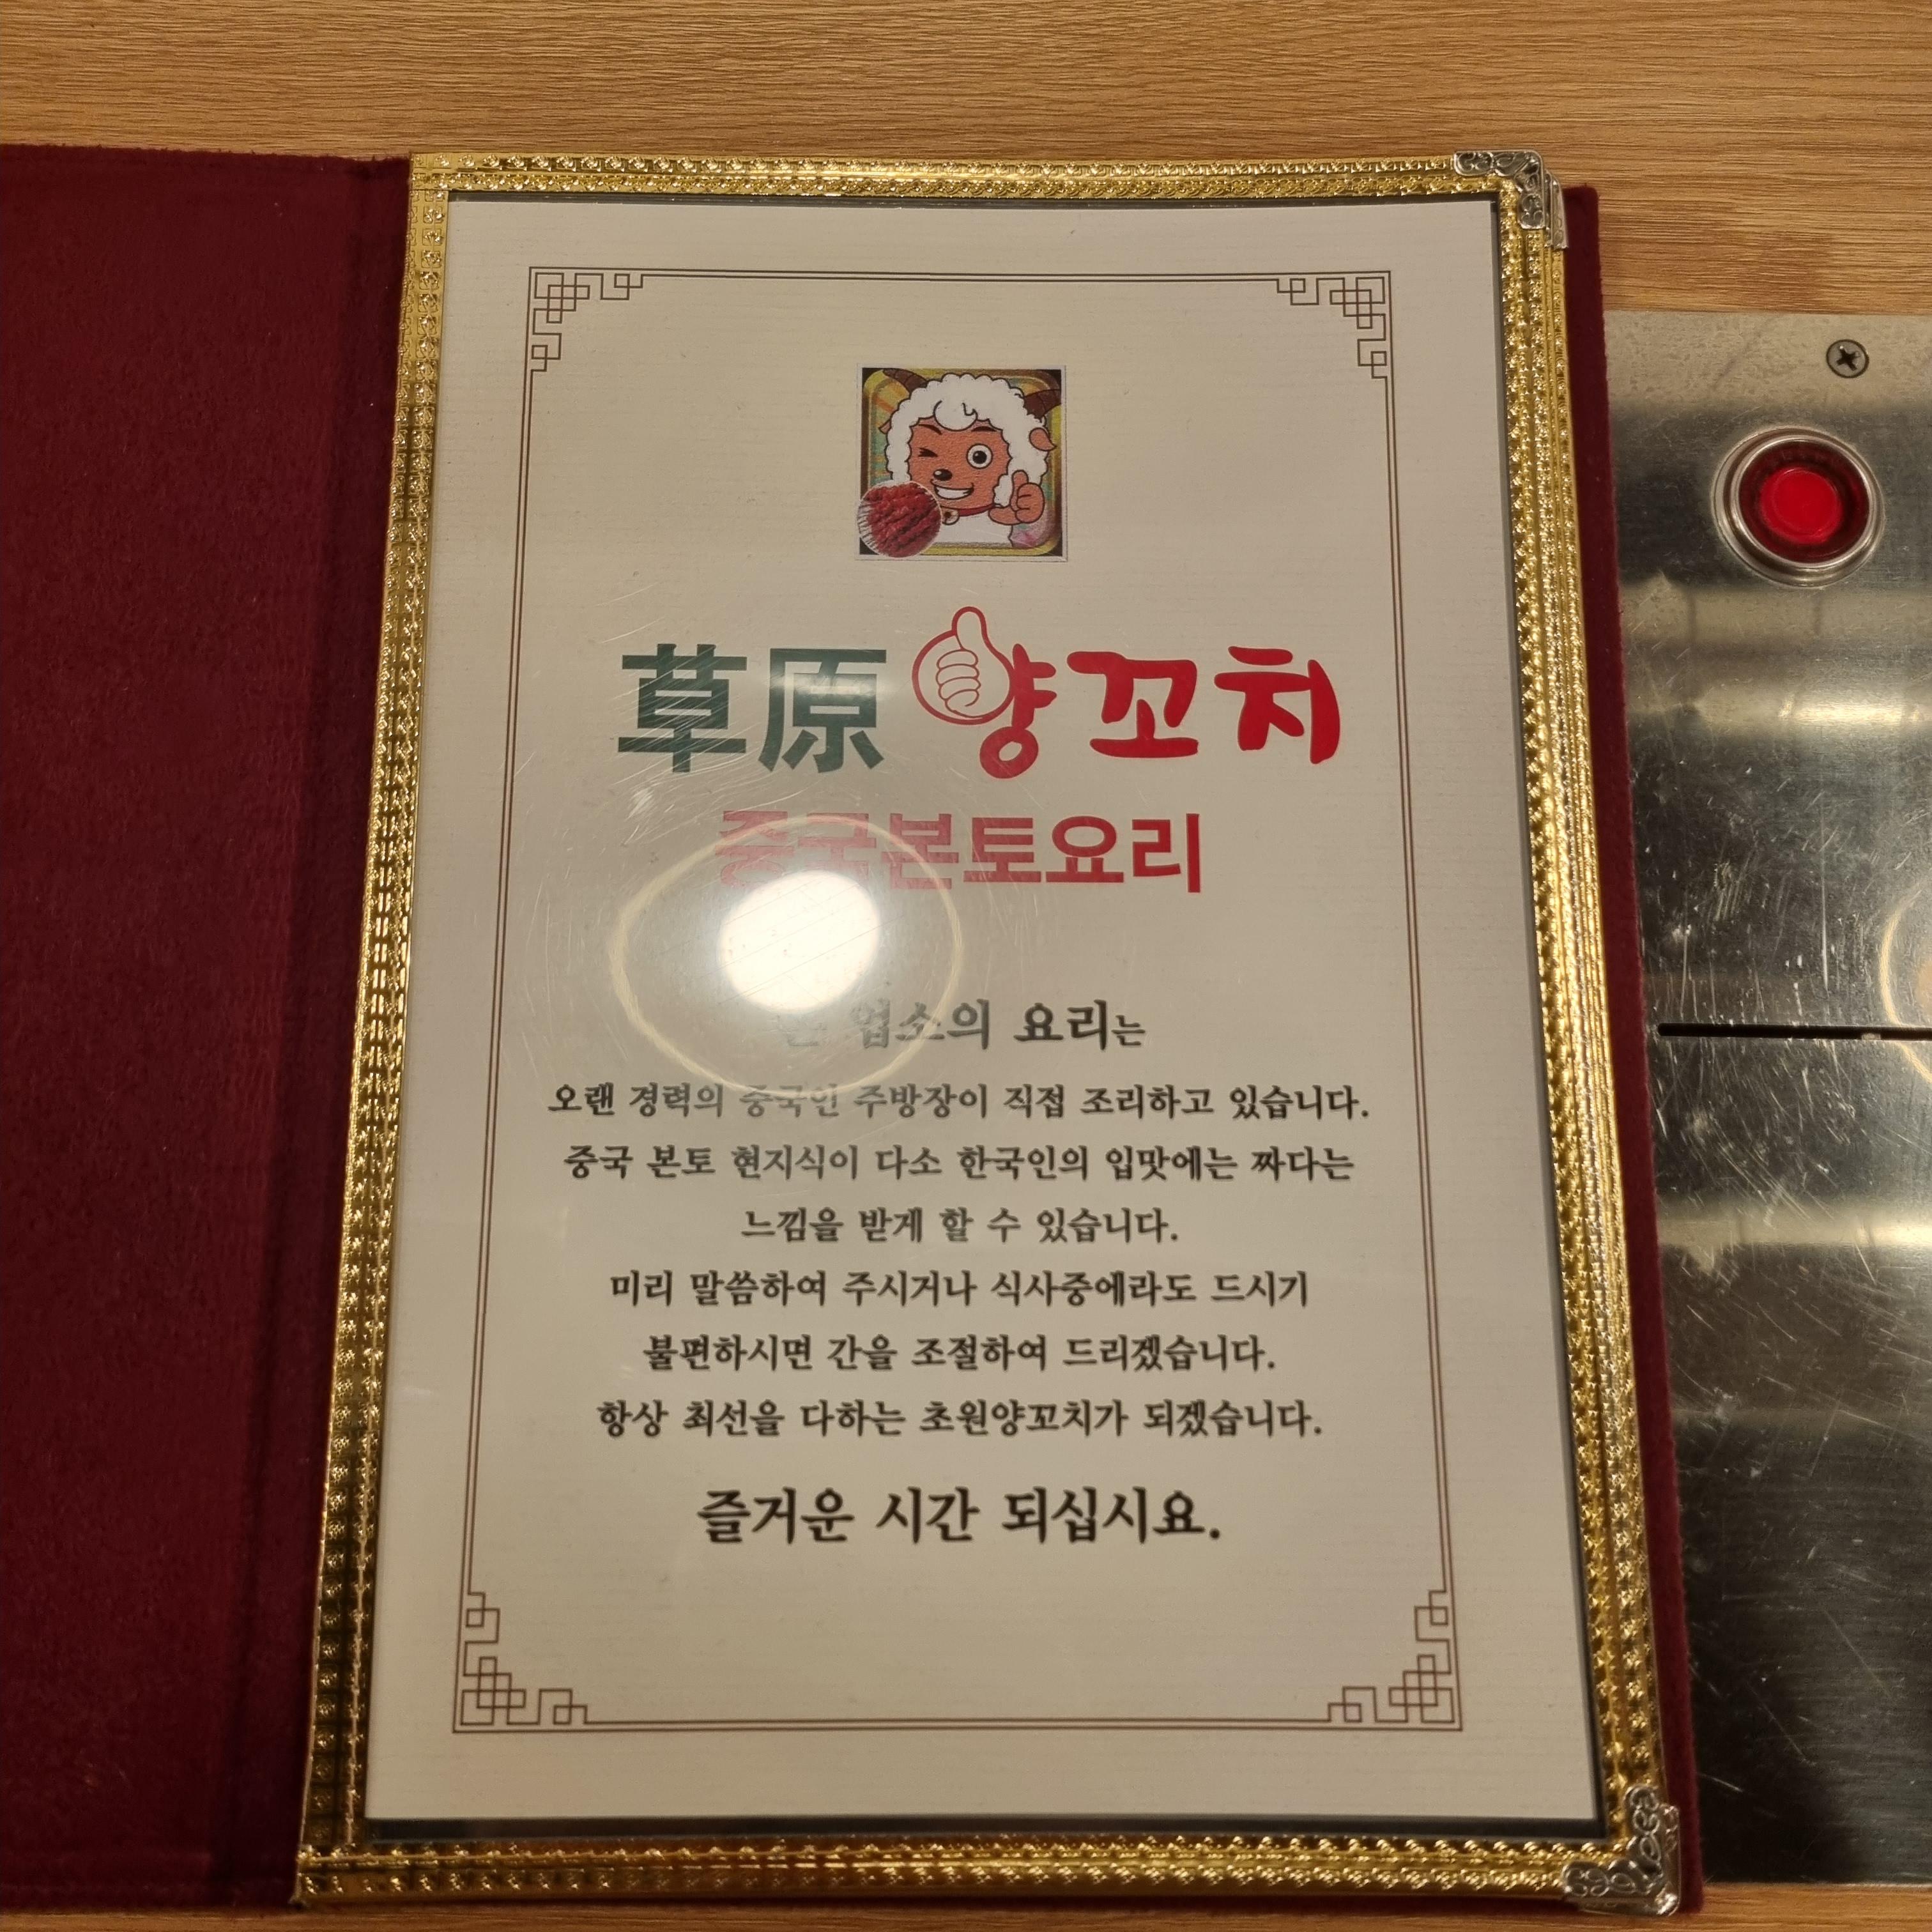 草原 양꼬치
중국본토요리
본 업소의 요리는
오랜 경력의 중국인 주방장이 직접 조리하고 있습니다.
중국 본토 현지식이 다소 한국인의 입맛에는 짜다는
느낌을 받게 할 수 있습니다.
미리 말씀하여 주시거나 식사중에라도 드시기
불편하시면 간을 조절하여 드리겠습니다.
항상 최선을 다하는 초원양꼬치가 되겠습니다.
즐거운 시간 되십시요.